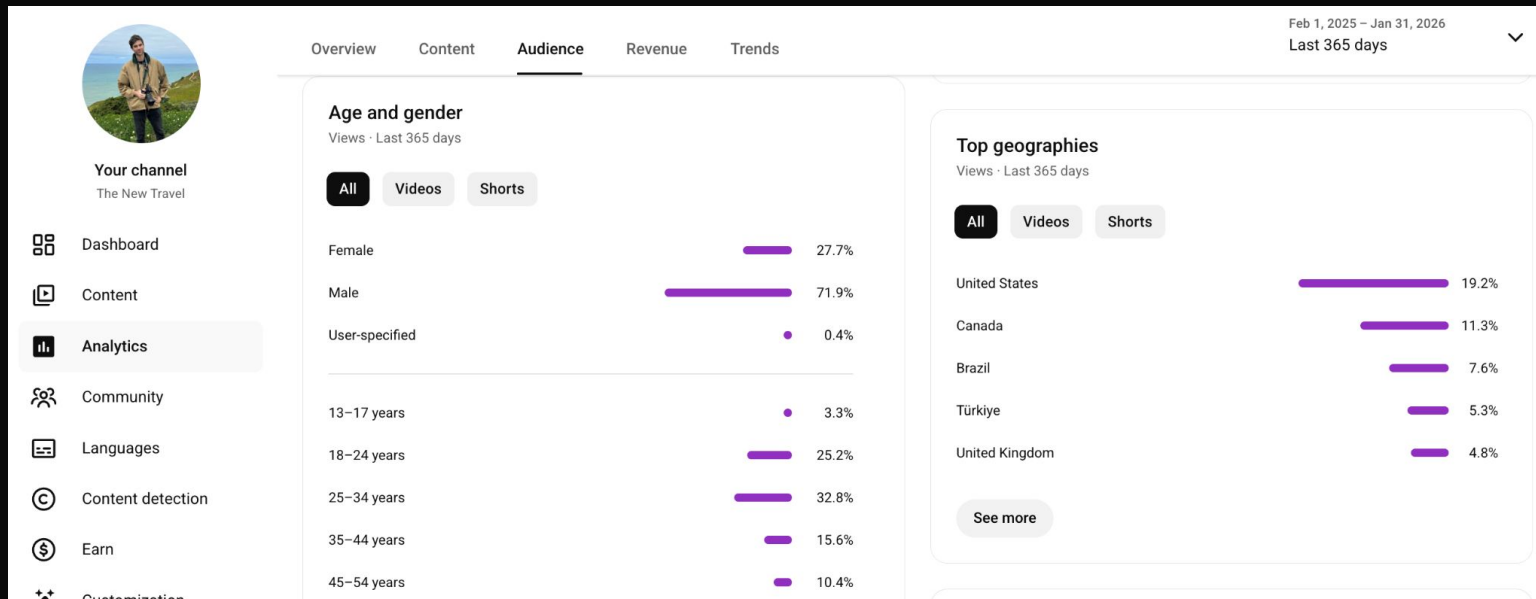 Overview Content Audience Revenue Trends
Feb 1, 2025 – Jan 31, 2026
Last 365 days
Your channel
The New Travel
Dashboard
Content
Analytics
Community
Languages
Content detection
Earn
Customization
Age and gender
Views · Last 365 days
All Videos Shorts
Female 27.7%
Male 71.9%
User-specified 0.4%
13–17 years 3.3%
18–24 years 25.2%
25–34 years 32.8%
35–44 years 15.6%
45–54 years 10.4%
Top geographies
Views · Last 365 days
All Videos Shorts
United States 19.2%
Canada 11.3%
Brazil 7.6%
Türkiye 5.3%
United Kingdom 4.8%
See more